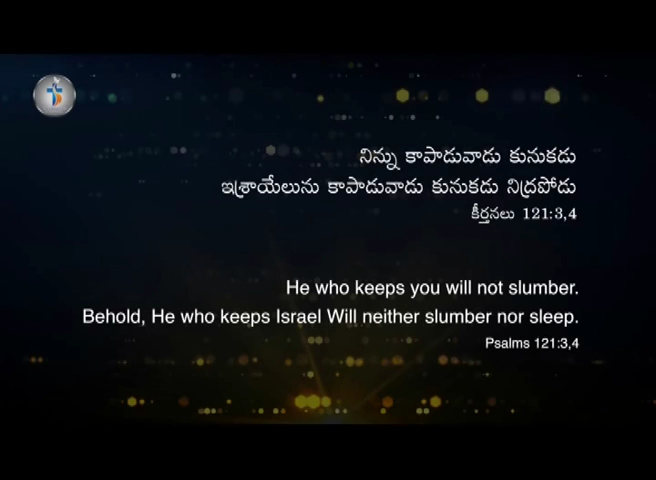 నిన్ను కాపాడువాడు కునుకడు
ఇశ్రాయేలును కాపాడువాడు కునుకడు నిద్రపోడు
కీర్తనలు 121:3,4
He who keeps you will not slumber.
Behold, He who keeps Israel Will neither slumber nor sleep.
Psalms 121:3,4